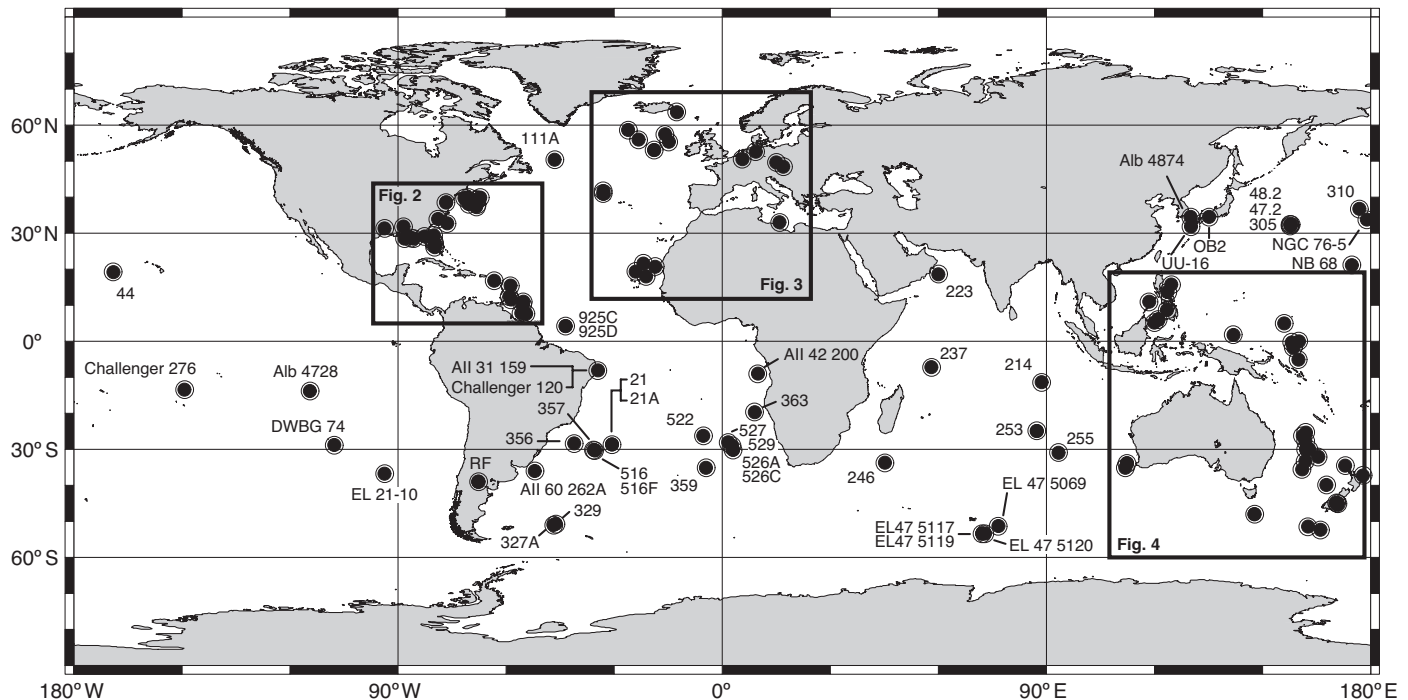 60°N
30°N
0°
30°S
60°S
180°W
90°W
0°
90°E
180°E
111A
Fig. 2
Fig. 3
Alb 4874
48.2
47.2
305
310
OB2
UU-16
NGC 76-5
NB 68
44
223
925C
925D
Challenger 276
Alb 4728
AII 31 159
Challenger 120
AII 42 200
237
214
21
21A
DWBG 74
357
363
522
527
529
356
253
255
516
516F
526A
526C
RF
359
246
EL 21-10
AII 60 262A
EL 47 5069
329
327A
EL47 5117
EL47 5119
EL 47 5120
Fig. 4